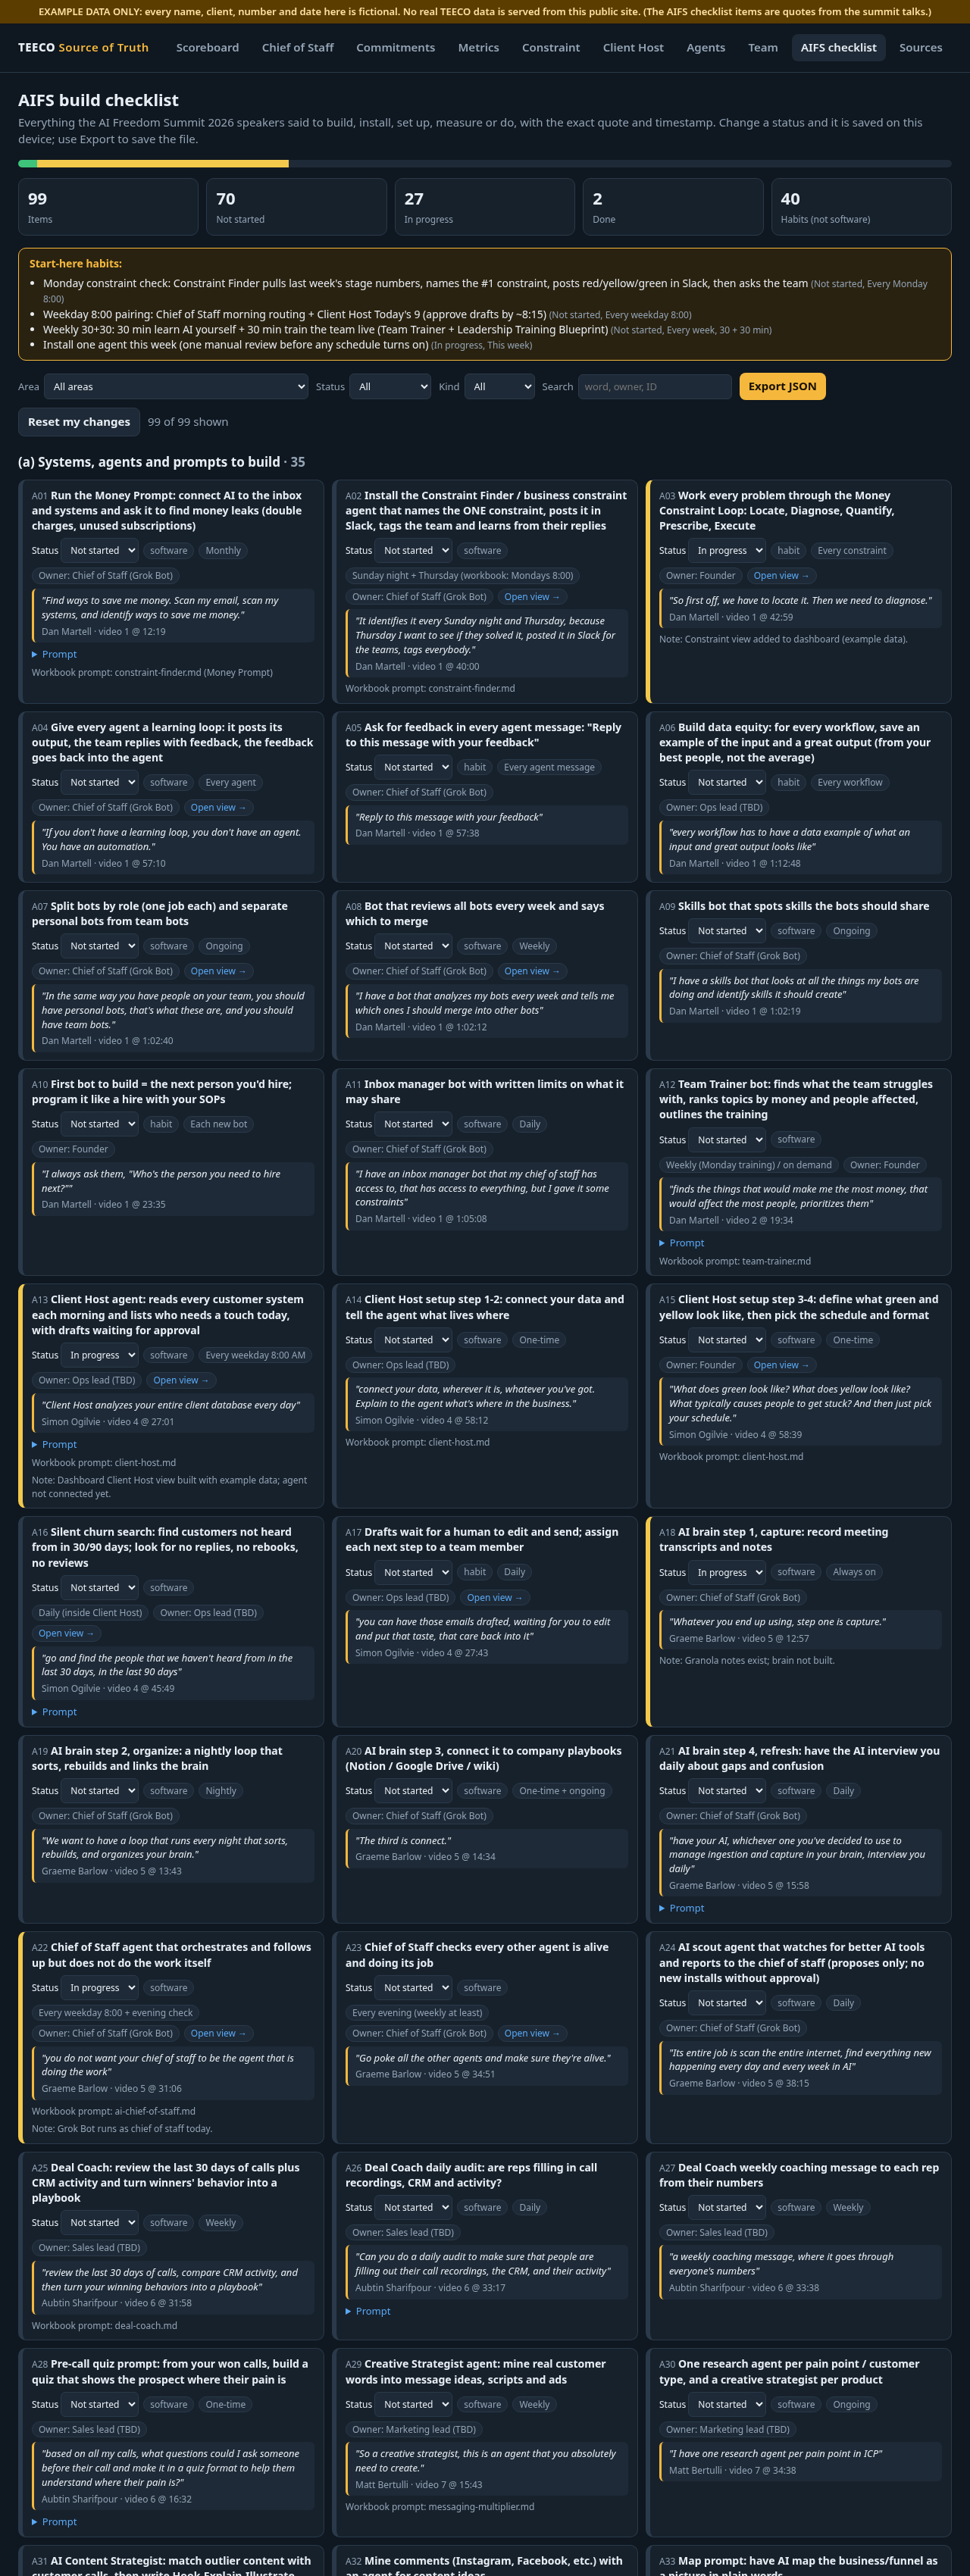 EXAMPLE DATA ONLY: every name, client, number and date here is fictional. No real TEECO data is served from this public site. (The AIFS checklist items are quotes from the summit talks.)
TEECO Source of Truth
Scoreboard
Chief of Staff
Commitments
Metrics
Constraint
Client Host
Agents
Team
AIFS checklist
Sources
AIFS build checklist
Everything the AI Freedom Summit 2026 speakers said to build, install, set up, measure or do, with the exact quote and timestamp. Change a status and it is saved on this
device; use Export to save the file.
99
Items
70
Not started
27
In progress
2
Done
40
Habits (not software)
Start-here habits:
• Monday constraint check: Constraint Finder pulls last week's stage numbers, names the #1 constraint, posts red/yellow/green in Slack, then asks the team (Not started, Every Monday
8:00)
• Weekday 8:00 pairing: Chief of Staff morning routing + Client Host Today's 9 (approve drafts by ~8:15) (Not started, Every weekday 8:00)
• Weekly 30+30: 30 min learn AI yourself + 30 min train the team live (Team Trainer + Leadership Training Blueprint) (Not started, Every week, 30 + 30 min)
• Install one agent this week (one manual review before any schedule turns on) (In progress, This week)
Area All areas Status All Kind All Search word, owner, ID Export JSON
Reset my changes 99 of 99 shown
(a) Systems, agents and prompts to build · 35
A01 Run the Money Prompt: connect AI to the inbox
and systems and ask it to find money leaks (double
charges, unused subscriptions)
Status Not started software Monthly
Owner: Chief of Staff (Grok Bot)
"Find ways to save me money. Scan my email, scan my
systems, and identify ways to save me money."
Dan Martell · video 1 @ 12:19
▶ Prompt
Workbook prompt: constraint-finder.md (Money Prompt)
A02 Install the Constraint Finder / business constraint
agent that names the ONE constraint, posts it in
Slack, tags the team and learns from their replies
Status Not started software
Sunday night + Thursday (workbook: Mondays 8:00)
Owner: Chief of Staff (Grok Bot) Open view →
"It identifies it every Sunday night and Thursday, because
Thursday I want to see if they solved it, posted it in Slack for
the teams, tags everybody."
Dan Martell · video 1 @ 40:00
Workbook prompt: constraint-finder.md
A03 Work every problem through the Money
Constraint Loop: Locate, Diagnose, Quantify,
Prescribe, Execute
Status In progress habit Every constraint
Owner: Founder Open view →
"So first off, we have to locate it. Then we need to diagnose."
Dan Martell · video 1 @ 42:59
Note: Constraint view added to dashboard (example data).
A04 Give every agent a learning loop: it posts its
output, the team replies with feedback, the feedback
goes back into the agent
Status Not started software Every agent
Owner: Chief of Staff (Grok Bot) Open view →
"If you don't have a learning loop, you don't have an agent.
You have an automation."
Dan Martell · video 1 @ 57:10
A05 Ask for feedback in every agent message: "Reply
to this message with your feedback"
Status Not started habit Every agent message
Owner: Chief of Staff (Grok Bot)
"Reply to this message with your feedback"
Dan Martell · video 1 @ 57:38
A06 Build data equity: for every workflow, save an
example of the input and a great output (from your
best people, not the average)
Status Not started habit Every workflow
Owner: Ops lead (TBD)
"every workflow has to have a data example of what an
input and great output looks like"
Dan Martell · video 1 @ 1:12:48
A07 Split bots by role (one job each) and separate
personal bots from team bots
Status Not started software Ongoing
Owner: Chief of Staff (Grok Bot) Open view →
"In the same way you have people on your team, you should
have personal bots, that's what these are, and you should
have team bots."
Dan Martell · video 1 @ 1:02:40
A08 Bot that reviews all bots every week and says
which to merge
Status Not started software Weekly
Owner: Chief of Staff (Grok Bot) Open view →
"I have a bot that analyzes my bots every week and tells me
which ones I should merge into other bots"
Dan Martell · video 1 @ 1:02:12
A09 Skills bot that spots skills the bots should share
Status Not started software Ongoing
Owner: Chief of Staff (Grok Bot)
"I have a skills bot that looks at all the things my bots are
doing and identify skills it should create"
Dan Martell · video 1 @ 1:02:19
A10 First bot to build = the next person you'd hire;
program it like a hire with your SOPs
Status Not started habit Each new bot
Owner: Founder
"I always ask them, "Who's the person you need to hire
next?""
Dan Martell · video 1 @ 23:35
A11 Inbox manager bot with written limits on what it
may share
Status Not started software Daily
Owner: Chief of Staff (Grok Bot)
"I have an inbox manager bot that my chief of staff has
access to, that has access to everything, but I gave it some
constraints"
Dan Martell · video 1 @ 1:05:08
A12 Team Trainer bot: finds what the team struggles
with, ranks topics by money and people affected,
outlines the training
Status Not started software
Weekly (Monday training) / on demand Owner: Founder
"finds the things that would make me the most money, that
would affect the most people, prioritizes them"
Dan Martell · video 2 @ 19:34
▶ Prompt
Workbook prompt: team-trainer.md
A13 Client Host agent: reads every customer system
each morning and lists who needs a touch today,
with drafts waiting for approval
Status In progress software Every weekday 8:00 AM
Owner: Ops lead (TBD) Open view →
"Client Host analyzes your entire client database every day"
Simon Ogilvie · video 4 @ 27:01
▶ Prompt
Workbook prompt: client-host.md
Note: Dashboard Client Host view built with example data; agent
not connected yet.
A14 Client Host setup step 1-2: connect your data and
tell the agent what lives where
Status Not started software One-time
Owner: Ops lead (TBD)
"connect your data, wherever it is, whatever you've got.
Explain to the agent what's where in the business."
Simon Ogilvie · video 4 @ 58:12
Workbook prompt: client-host.md
A15 Client Host setup step 3-4: define what green and
yellow look like, then pick the schedule and format
Status Not started software One-time
Owner: Founder Open view →
"What does green look like? What does yellow look like?
What typically causes people to get stuck? And then just pick
your schedule."
Simon Ogilvie · video 4 @ 58:39
Workbook prompt: client-host.md
A16 Silent churn search: find customers not heard
from in 30/90 days; look for no replies, no rebooks,
no reviews
Status Not started software
Daily (inside Client Host) Owner: Ops lead (TBD)
Open view →
"go and find the people that we haven't heard from in the
last 30 days, in the last 90 days"
Simon Ogilvie · video 4 @ 45:49
▶ Prompt
A17 Drafts wait for a human to edit and send; assign
each next step to a team member
Status Not started habit Daily
Owner: Ops lead (TBD) Open view →
"you can have those emails drafted, waiting for you to edit
and put that taste, that care back into it"
Simon Ogilvie · video 4 @ 27:43
A18 AI brain step 1, capture: record meeting
transcripts and notes
Status In progress software Always on
Owner: Chief of Staff (Grok Bot)
"Whatever you end up using, step one is capture."
Graeme Barlow · video 5 @ 12:57
Note: Granola notes exist; brain not built.
A19 AI brain step 2, organize: a nightly loop that
sorts, rebuilds and links the brain
Status Not started software Nightly
Owner: Chief of Staff (Grok Bot)
"We want to have a loop that runs every night that sorts,
rebuilds, and organizes your brain."
Graeme Barlow · video 5 @ 13:43
A20 AI brain step 3, connect it to company playbooks
(Notion / Google Drive / wiki)
Status Not started software One-time + ongoing
Owner: Chief of Staff (Grok Bot)
"The third is connect."
Graeme Barlow · video 5 @ 14:34
A21 AI brain step 4, refresh: have the AI interview you
daily about gaps and confusion
Status Not started software Daily
Owner: Chief of Staff (Grok Bot)
"have your AI, whichever one you've decided to use to
manage ingestion and capture in your brain, interview you
daily"
Graeme Barlow · video 5 @ 15:58
▶ Prompt
A22 Chief of Staff agent that orchestrates and follows
up but does not do the work itself
Status In progress software
Every weekday 8:00 + evening check
Owner: Chief of Staff (Grok Bot) Open view →
"you do not want your chief of staff to be the agent that is
doing the work"
Graeme Barlow · video 5 @ 31:06
Workbook prompt: ai-chief-of-staff.md
Note: Grok Bot runs as chief of staff today.
A23 Chief of Staff checks every other agent is alive
and doing its job
Status Not started software
Every evening (weekly at least)
Owner: Chief of Staff (Grok Bot) Open view →
"Go poke all the other agents and make sure they're alive."
Graeme Barlow · video 5 @ 34:51
A24 AI scout agent that watches for better AI tools
and reports to the chief of staff (proposes only; no
new installs without approval)
Status Not started software Daily
Owner: Chief of Staff (Grok Bot)
"Its entire job is scan the entire internet, find everything new
happening every day and every week in AI"
Graeme Barlow · video 5 @ 38:15
A25 Deal Coach: review the last 30 days of calls plus
CRM activity and turn winners' behavior into a
playbook
Status Not started software Weekly
Owner: Sales lead (TBD)
"review the last 30 days of calls, compare CRM activity, and
then turn your winning behaviors into a playbook"
Aubtin Sharifpour · video 6 @ 31:58
Workbook prompt: deal-coach.md
A26 Deal Coach daily audit: are reps filling in call
recordings, CRM and activity?
Status Not started software Daily
Owner: Sales lead (TBD)
"Can you do a daily audit to make sure that people are
filling out their call recordings, the CRM, and their activity"
Aubtin Sharifpour · video 6 @ 33:17
▶ Prompt
A27 Deal Coach weekly coaching message to each rep
from their numbers
Status Not started software Weekly
Owner: Sales lead (TBD)
"a weekly coaching message, where it goes through
everyone's numbers"
Aubtin Sharifpour · video 6 @ 33:38
A28 Pre-call quiz prompt: from your won calls, build a
quiz that shows the prospect where their pain is
Status Not started software One-time
Owner: Sales lead (TBD)
"based on all my calls, what questions could I ask someone
before their call and make it in a quiz format to help them
understand where their pain is?"
Aubtin Sharifpour · video 6 @ 16:32
▶ Prompt
A29 Creative Strategist agent: mine real customer
words into message ideas, scripts and ads
Status Not started software Weekly
Owner: Marketing lead (TBD)
"So a creative strategist, this is an agent that you absolutely
need to create."
Matt Bertulli · video 7 @ 15:43
Workbook prompt: messaging-multiplier.md
A30 One research agent per pain point / customer
type, and a creative strategist per product
Status Not started software Ongoing
Owner: Marketing lead (TBD)
"I have one research agent per pain point in ICP"
Matt Bertulli · video 7 @ 34:38
A31 AI Content Strategist: match outlier content with
customer calls, then write Hook-Explain-Illustrate
A32 Mine comments (Instagram, Facebook, etc.) with
an agent for content ideas
A33 Map prompt: have AI map the business/funnel as
a picture in plain words